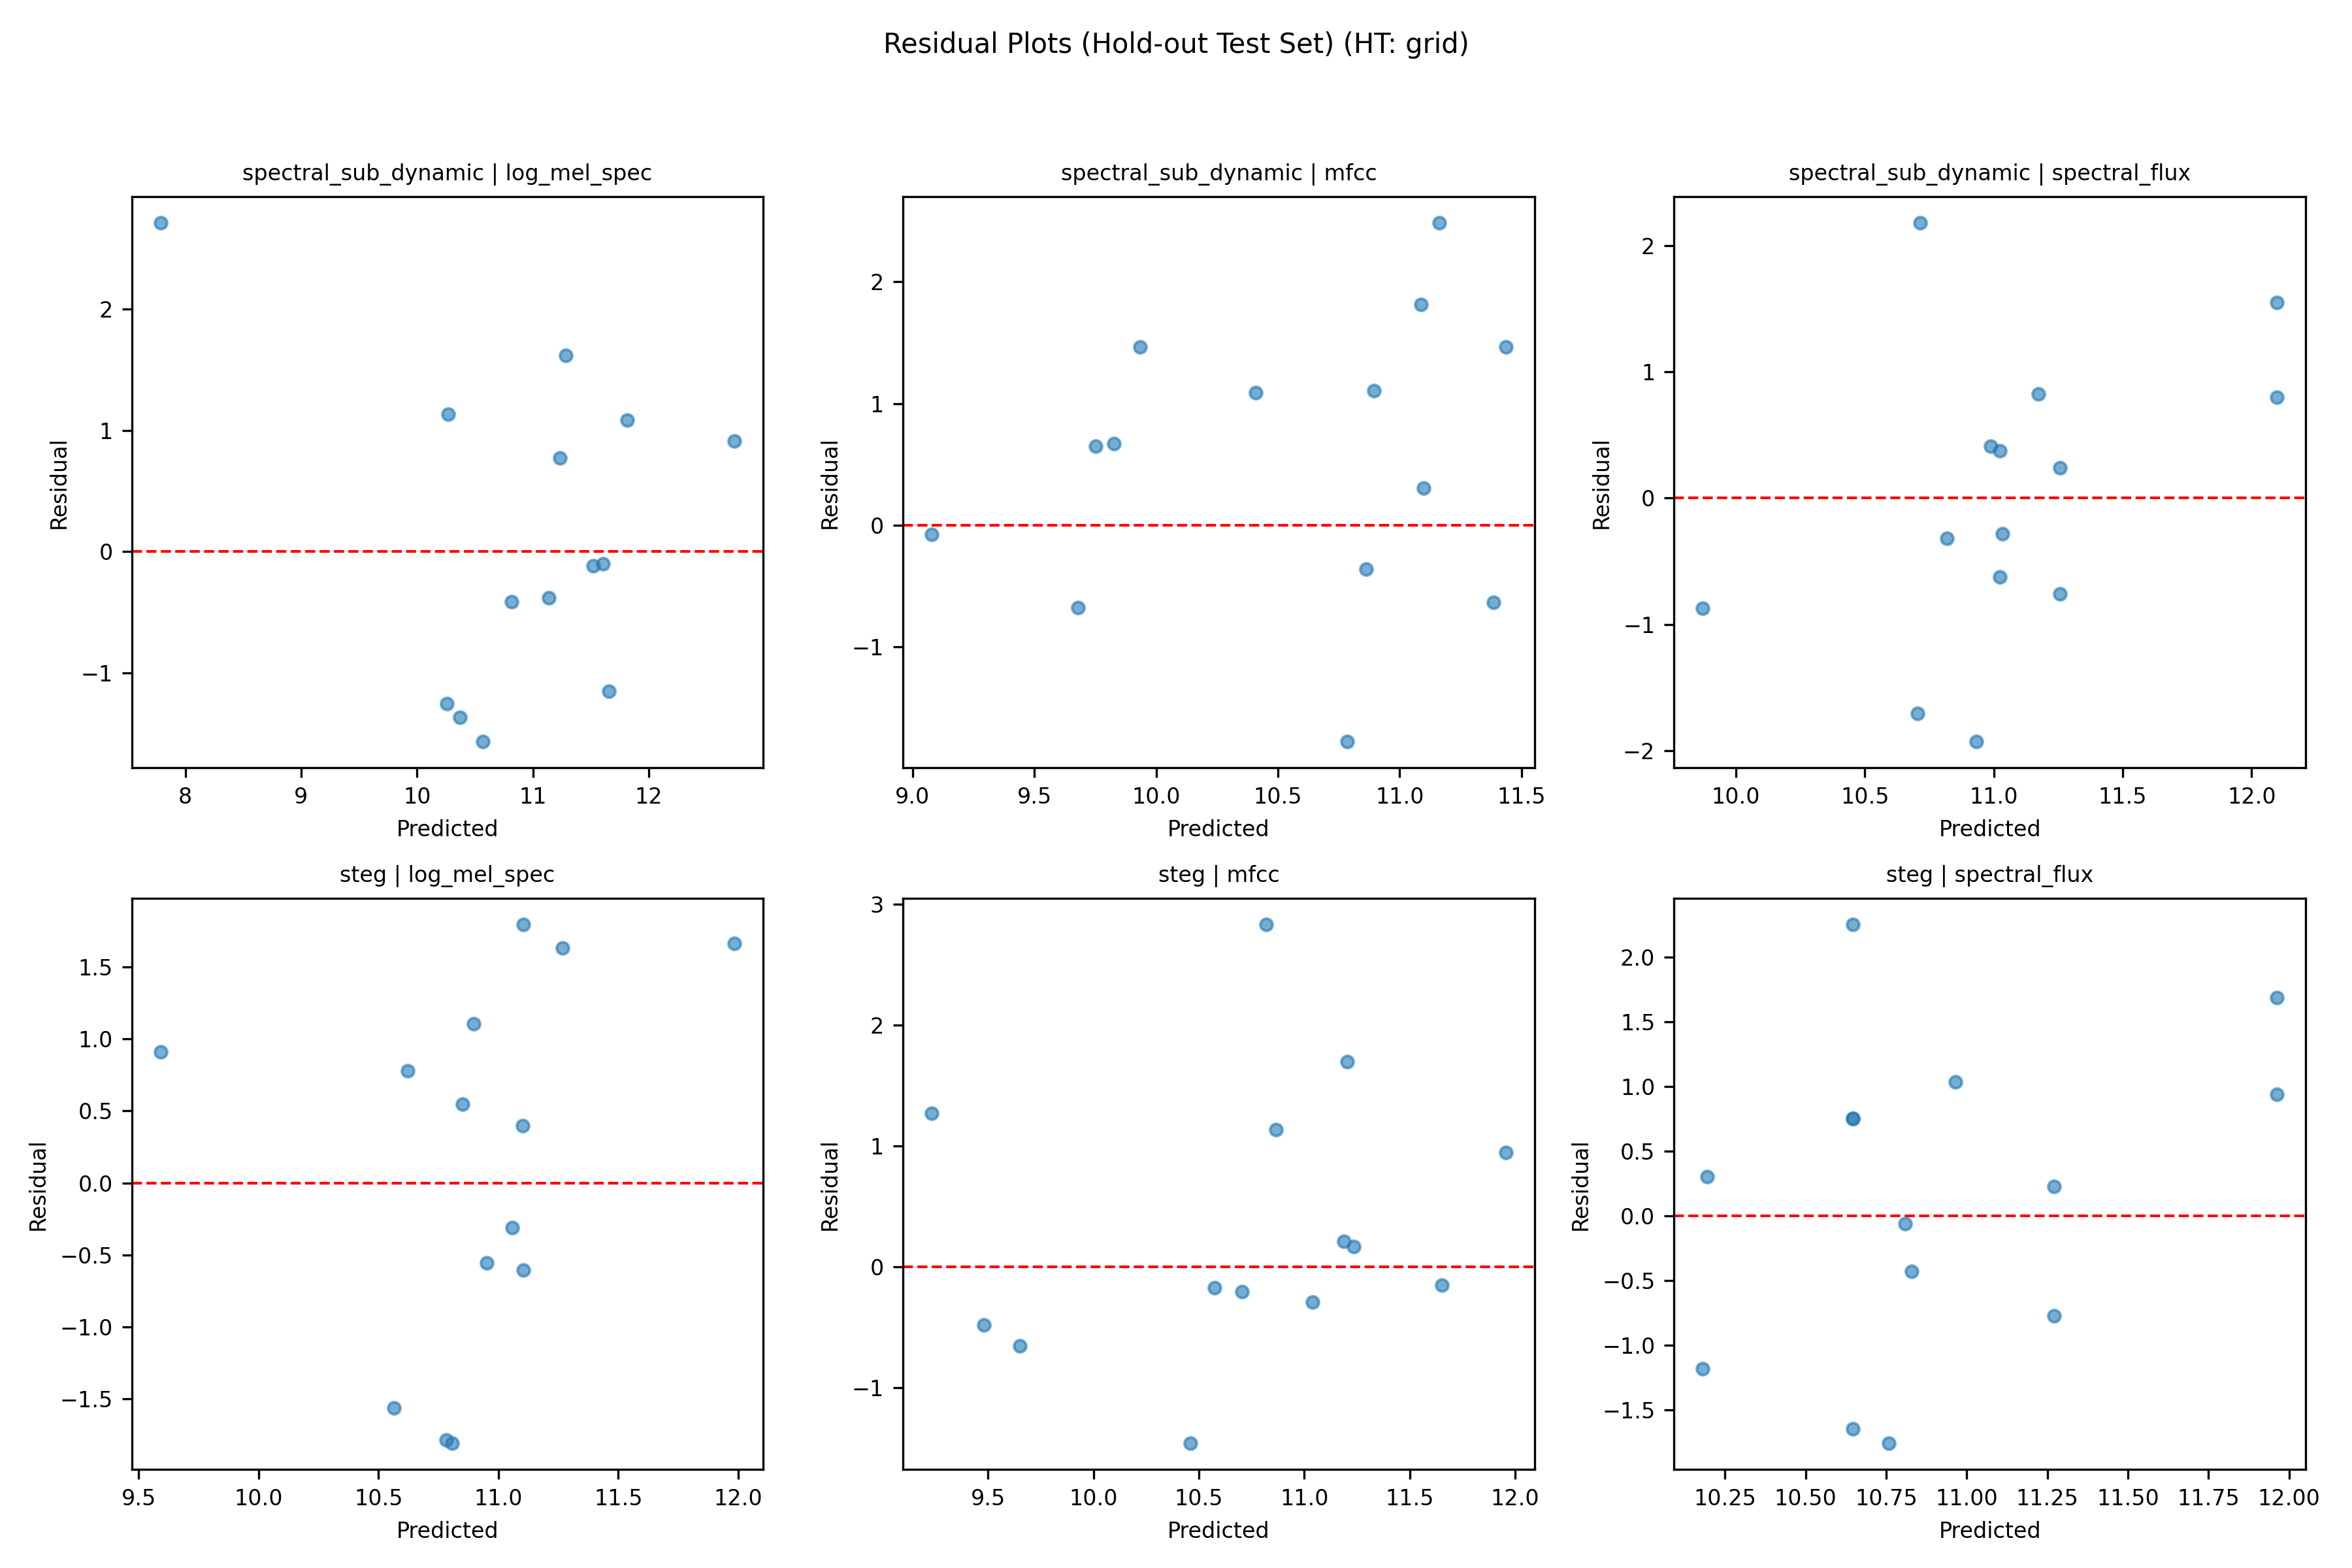 Residual Plots (Hold-out Test Set) (HT: grid)
spectral_sub_dynamic | log_mel_spec
Residual
2
1
0
−1
8 9 10 11 12
Predicted
spectral_sub_dynamic | mfcc
Residual
2
1
0
−1
9.0 9.5 10.0 10.5 11.0 11.5
Predicted
spectral_sub_dynamic | spectral_flux
Residual
2
1
0
−1
−2
10.0 10.5 11.0 11.5 12.0
Predicted
steg | log_mel_spec
Residual
1.5
1.0
0.5
0.0
−0.5
−1.0
−1.5
9.5 10.0 10.5 11.0 11.5 12.0
Predicted
steg | mfcc
Residual
3
2
1
0
−1
9.5 10.0 10.5 11.0 11.5 12.0
Predicted
steg | spectral_flux
Residual
2.0
1.5
1.0
0.5
0.0
−0.5
−1.0
−1.5
10.25 10.50 10.75 11.00 11.25 11.50 11.75 12.00
Predicted